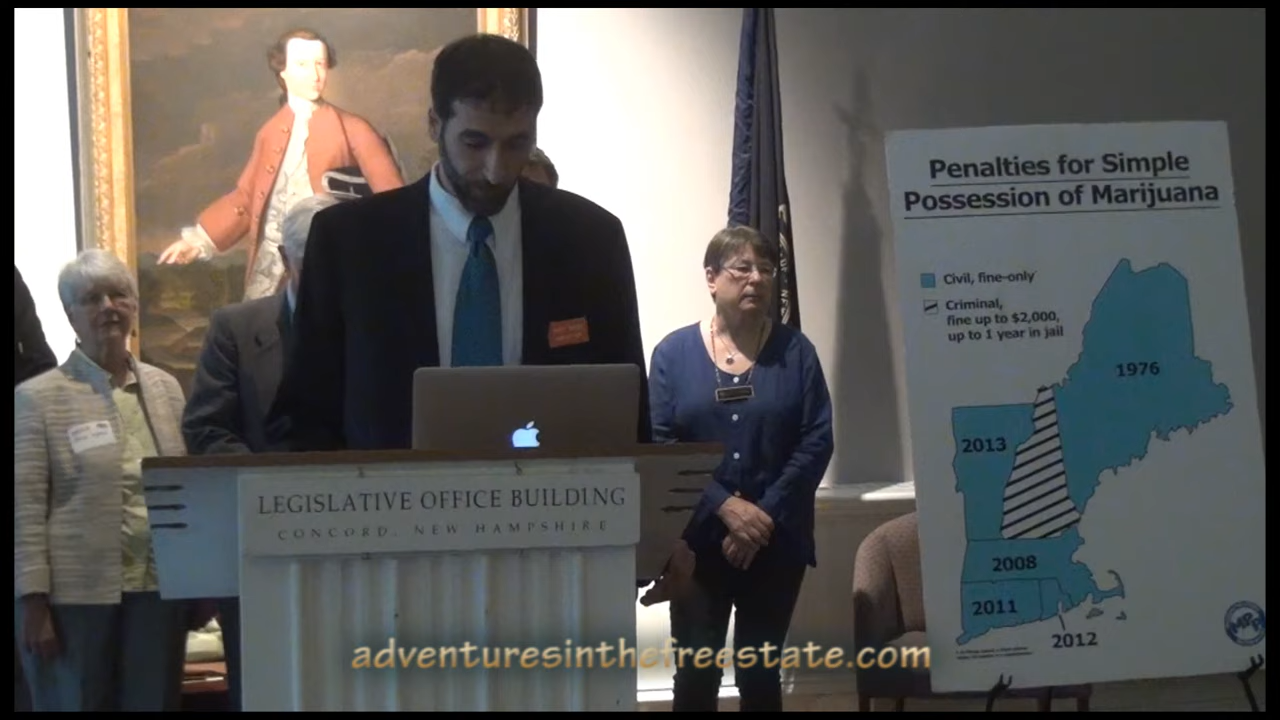 Penalties for Simple
Possession of Marijuana
Civil, fine-only
Criminal,
fine up to $2,000,
up to 1 year in jail
1976
2013
2008
2011
2012
MPP
LEGISLATIVE OFFICE BUILDING
CONCORD, NEW HAMPSHIRE
adventuresinthefreestate.com